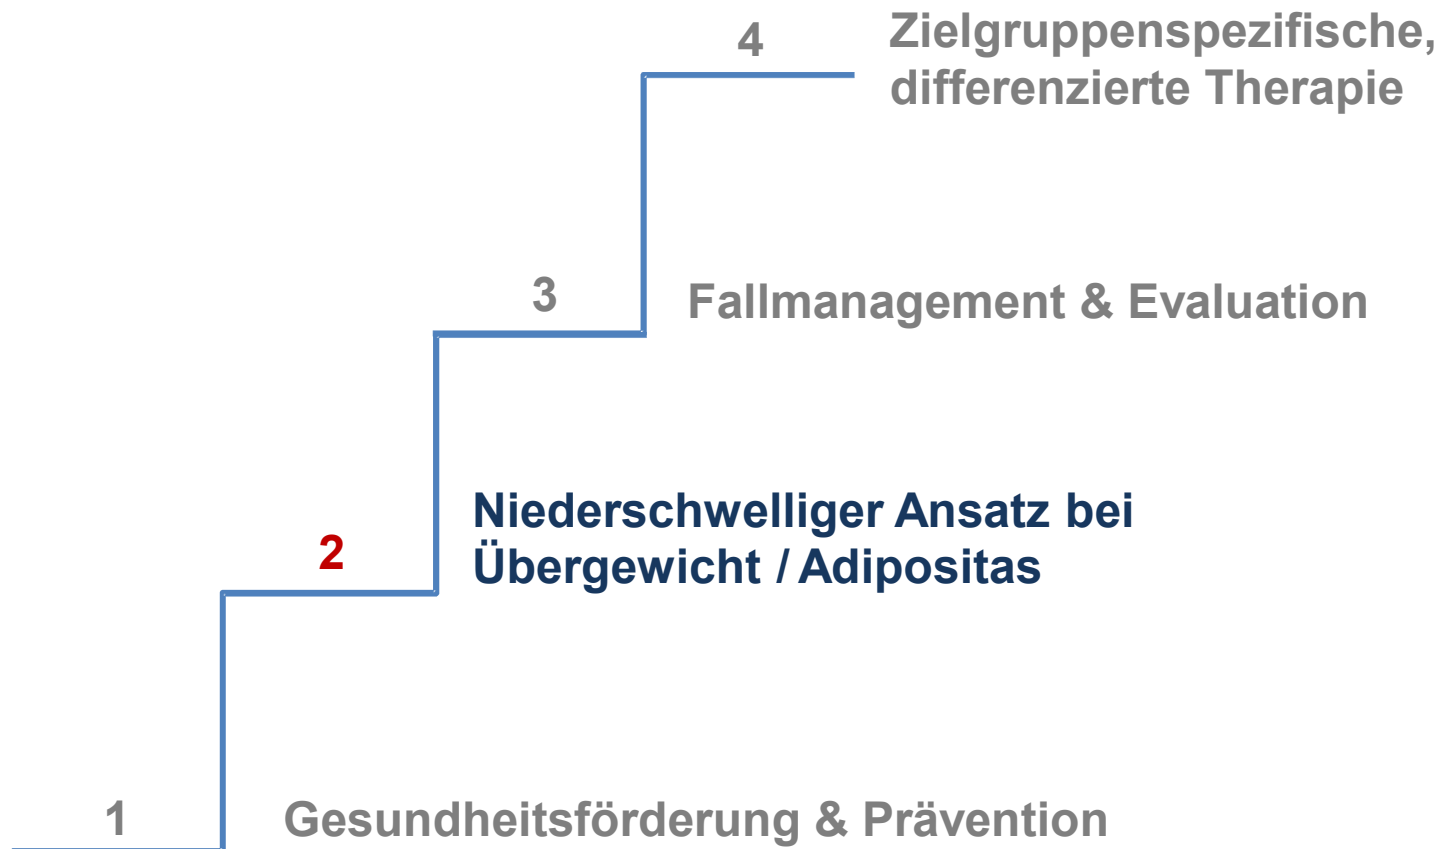 4
Zielgruppenspezifische,
differenzierte Therapie
3
Fallmanagement & Evaluation
2
Niederschwelliger Ansatz bei
Übergewicht / Adipositas
1
Gesundheitsförderung & Prävention